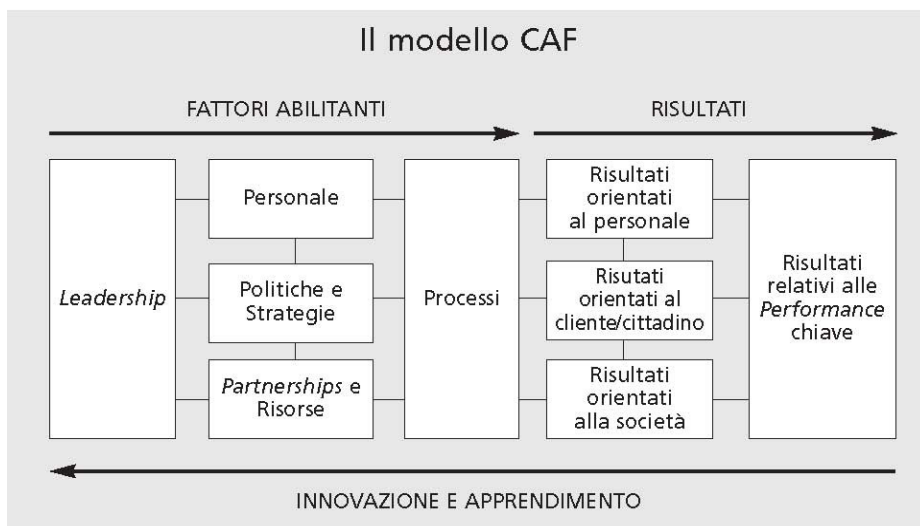 Il modello CAF
FATTORI ABILITANTI
RISULTATI
Leadership
Personale
Politiche e
Strategie
Partnerships e
Risorse
Processi
Risultati
orientati
al personale
Risutati
orientati al
cliente/cittadino
Risultati
orientati
alla società
Risultati
relativi alle
Performance
chiave
INNOVAZIONE E APPRENDIMENTO